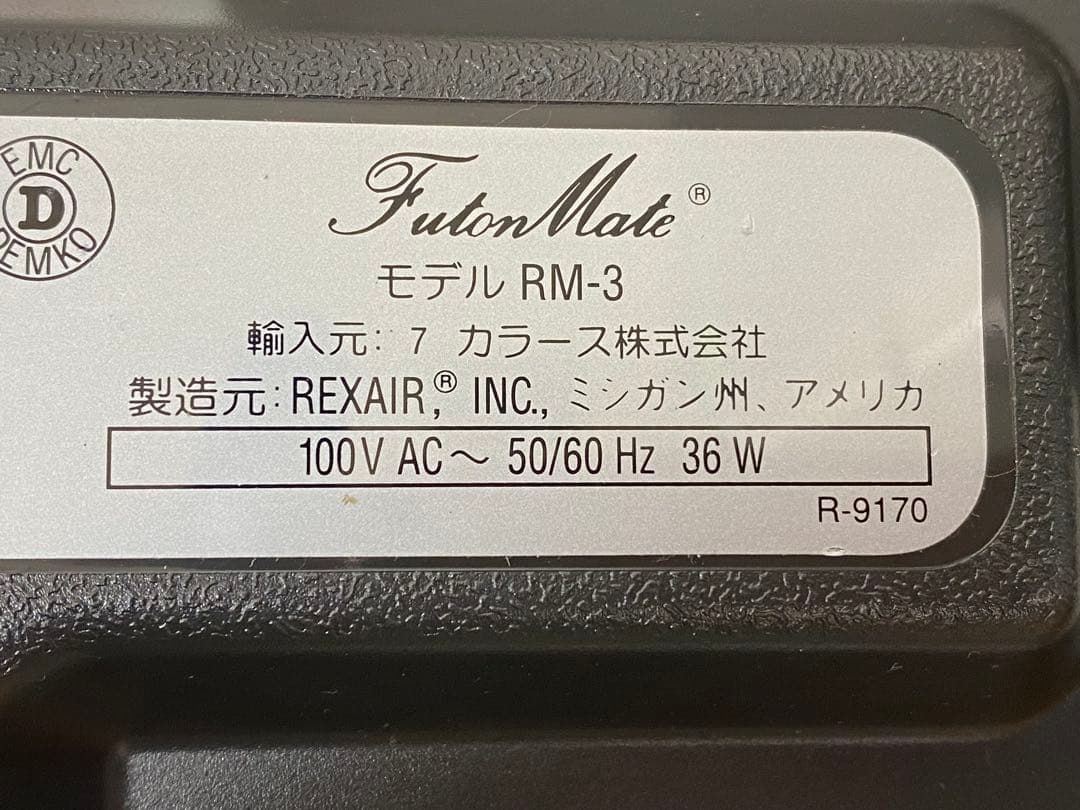 EMC
D
DEMKO
FutonMate®
モデル RM-3
輸入元: 7 カラーズ株式会社
製造元: REXAIR,® INC., ミシガン州、アメリカ
100V AC～ 50/60 Hz 36 W
R-9170